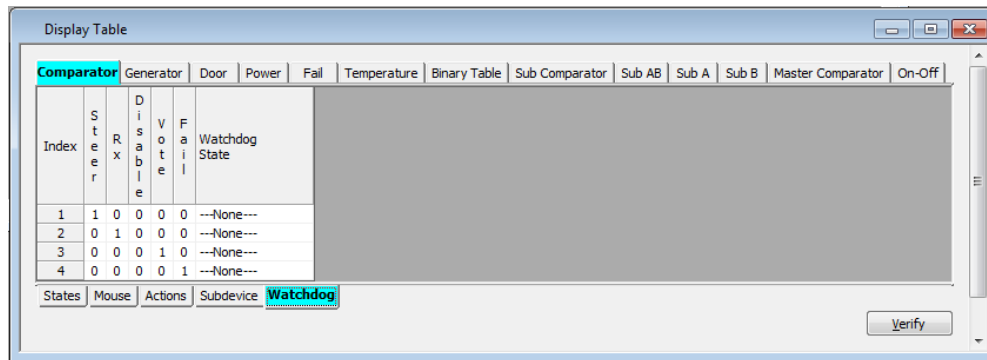 Display Table
Comparator Generator Door Power Fail Temperature Binary Table Sub Comparator Sub AB Sub A Sub B Master Comparator On-Off
Index Steer Rx Disable Vote Fail Watchdog State
1 1 0 0 0 0 ---None---
2 0 1 0 0 0 ---None---
3 0 0 0 1 0 ---None---
4 0 0 0 0 1 ---None---
States Mouse Actions Subdevice Watchdog
Verify